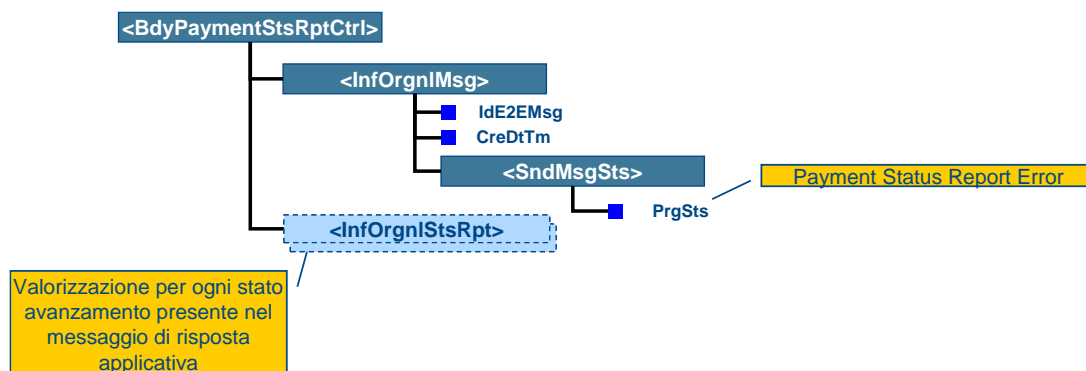 <BdyPaymentStsRptCtrl>
<InfOrgnlMsg>
IdE2EMsg
CreDtTm
<SndMsgSts>
Payment Status Report Error
PrgSts
<InfOrgnlStsRpt>
Valorizzazione per ogni stato
avanzamento presente nel
messaggio di risposta
applicativa